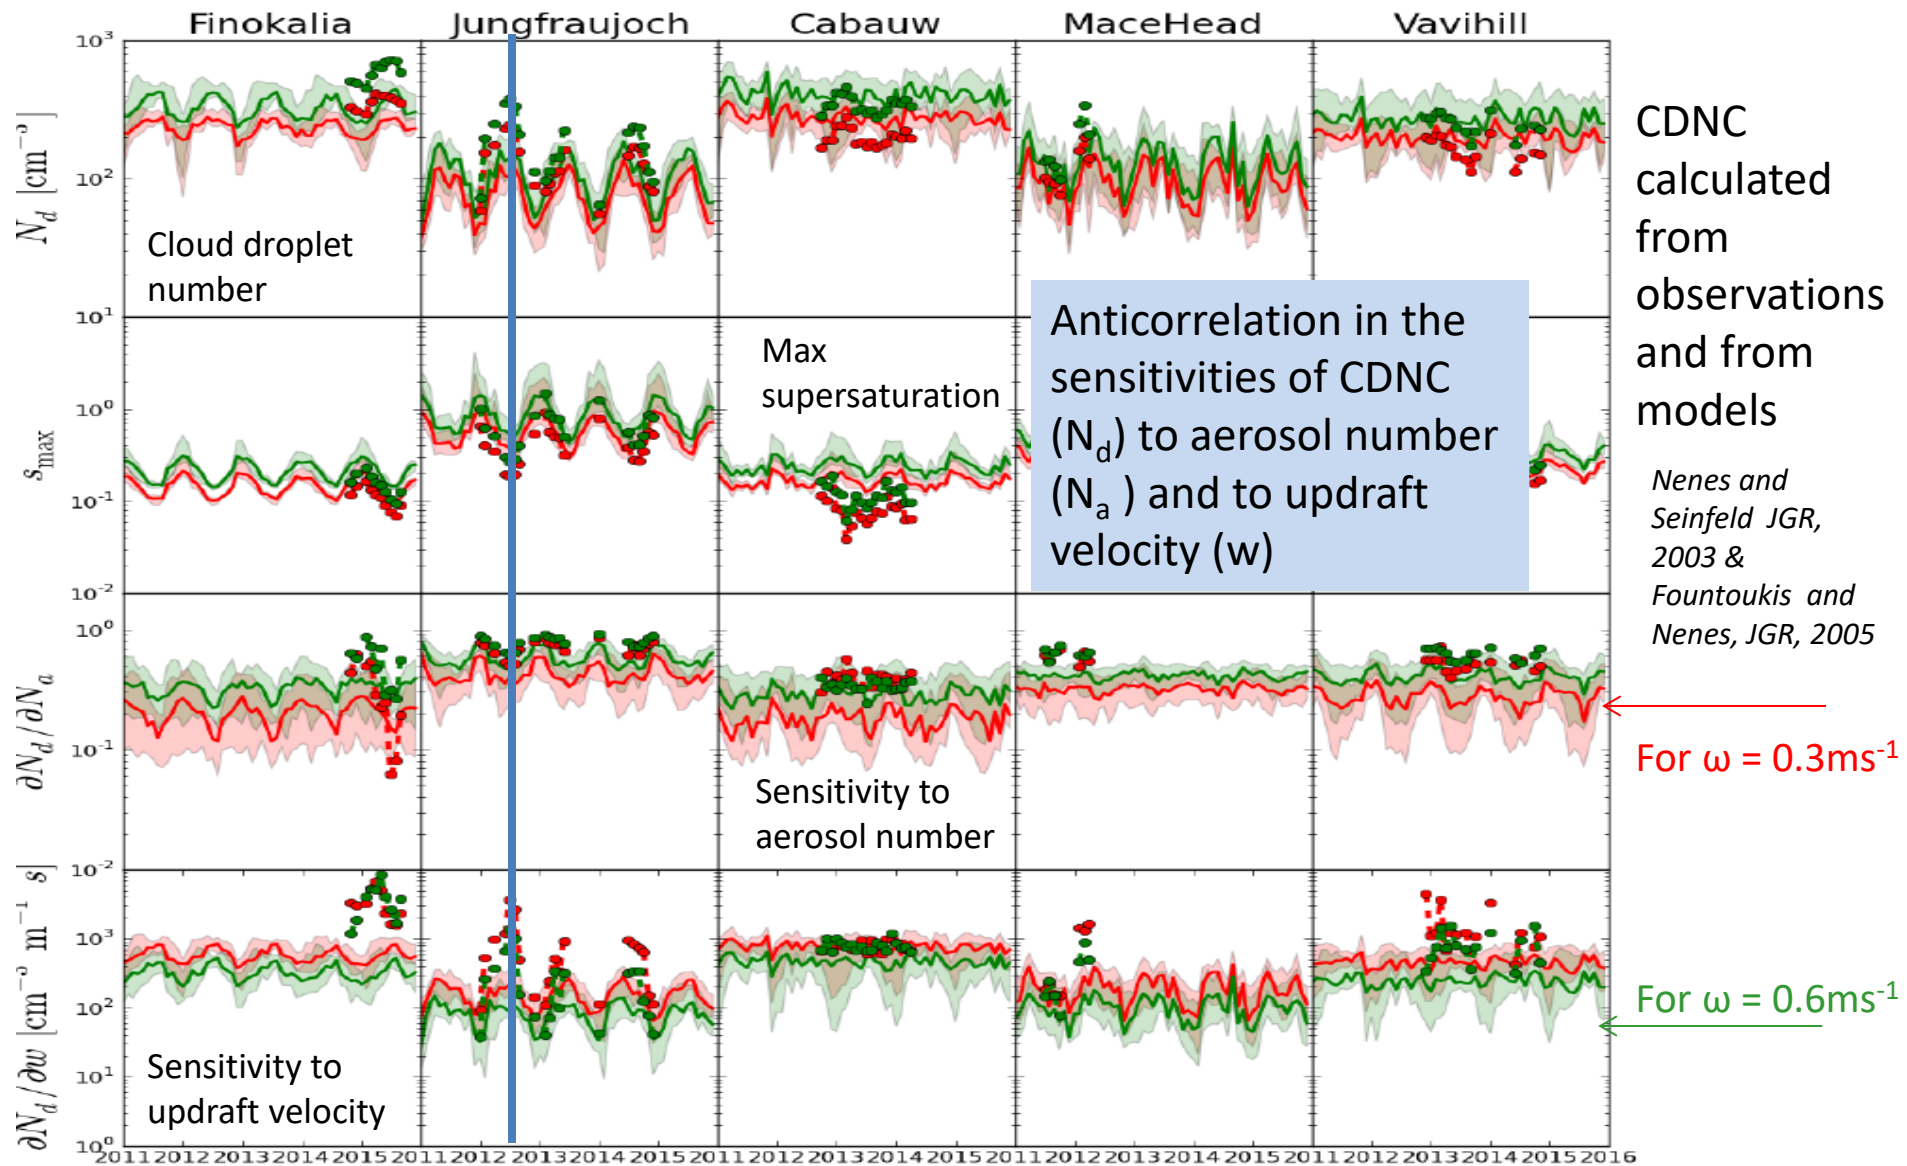 Finokalia Jungfraujoch Cabauw MaceHead Vavihill
10³
10²
10¹
N_d [cm⁻³]
Cloud droplet
number
10⁰
10⁻¹
10⁻²
s_max
Max
supersaturation
Anticorrelation in the
sensitivities of CDNC
(N_d) to aerosol number
(N_a ) and to updraft
velocity (w)
10⁰
10⁻¹
10⁻²
∂N_d/∂N_a
Sensitivity to
aerosol number
10³
10²
10¹
10⁰
∂N_d/∂w [cm⁻³ m⁻¹ s]
Sensitivity to
updraft velocity
2011 2012 2013 2014 2015 2011 2012 2013 2014 2015 2011 2012 2013 2014 2015 2011 2012 2013 2014 2015 2011 2012 2013 2014 2015 2016
CDNC
calculated
from
observations
and from
models
Nenes and
Seinfeld JGR,
2003 &
Fountoukis and
Nenes, JGR, 2005
For ω = 0.3ms⁻¹
For ω = 0.6ms⁻¹